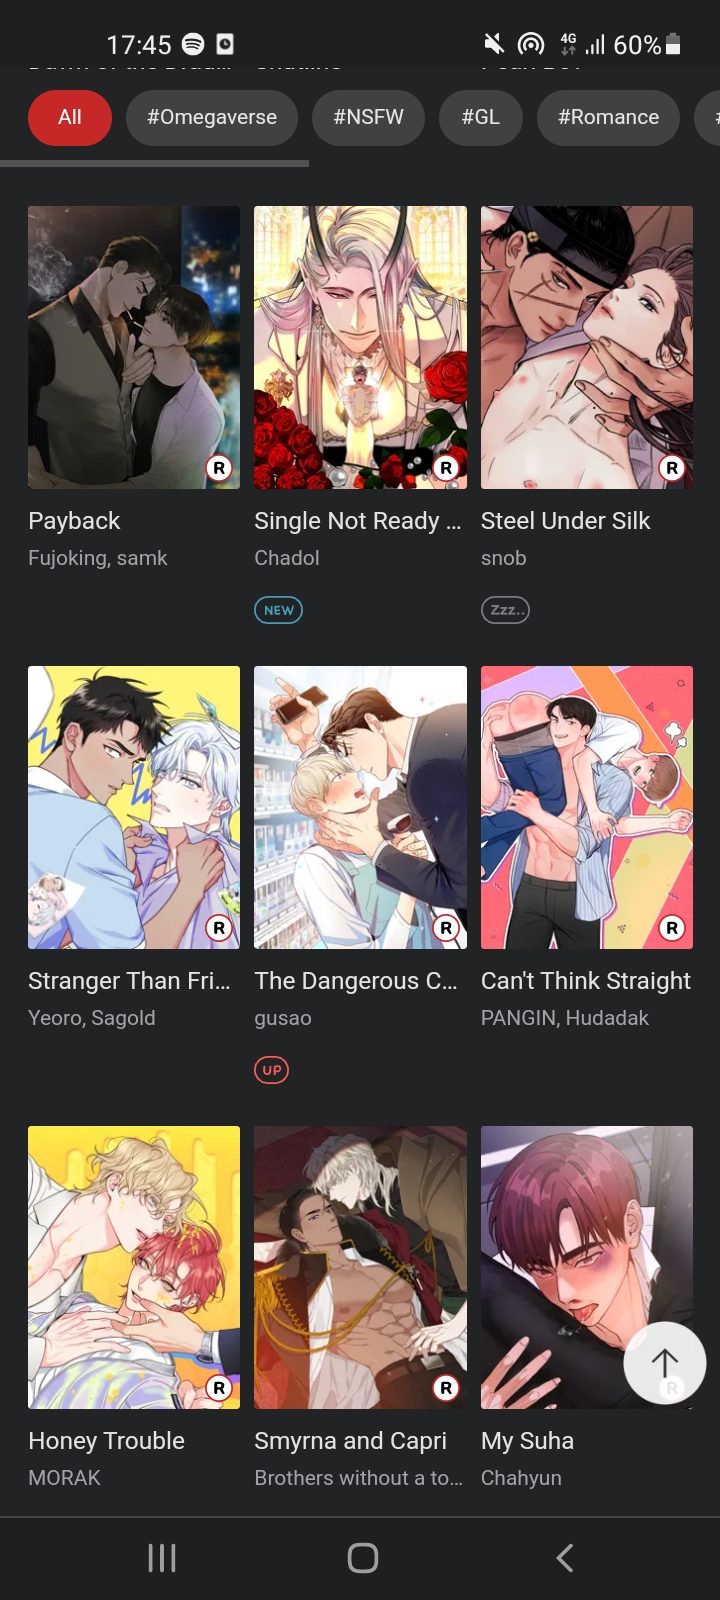 17:45
4G
60%
All
#Omegaverse
#NSFW
#GL
#Romance
R
R
R
Payback
Single Not Ready ...
Steel Under Silk
Fujoking, samk
Chadol
snob
NEW
Zzz..
R
R
R
Stranger Than Fri...
The Dangerous C...
Can't Think Straight
Yeoro, Sagold
gusao
PANGIN, Hudadak
UP
R
R
R
Honey Trouble
Smyrna and Capri
My Suha
MORAK
Brothers without a to...
Chahyun